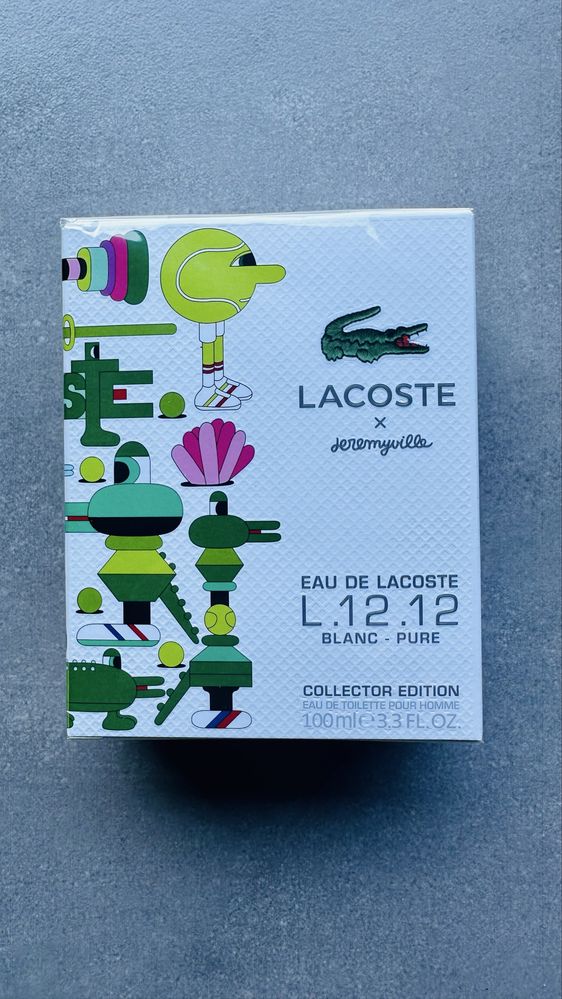 LACOSTE
x
Jeremyville
EAU DE LACOSTE
L.12.12
BLANC - PURE
COLLECTOR EDITION
EAU DE TOILETTE POUR HOMME
100ml e 3.3 FL.OZ.